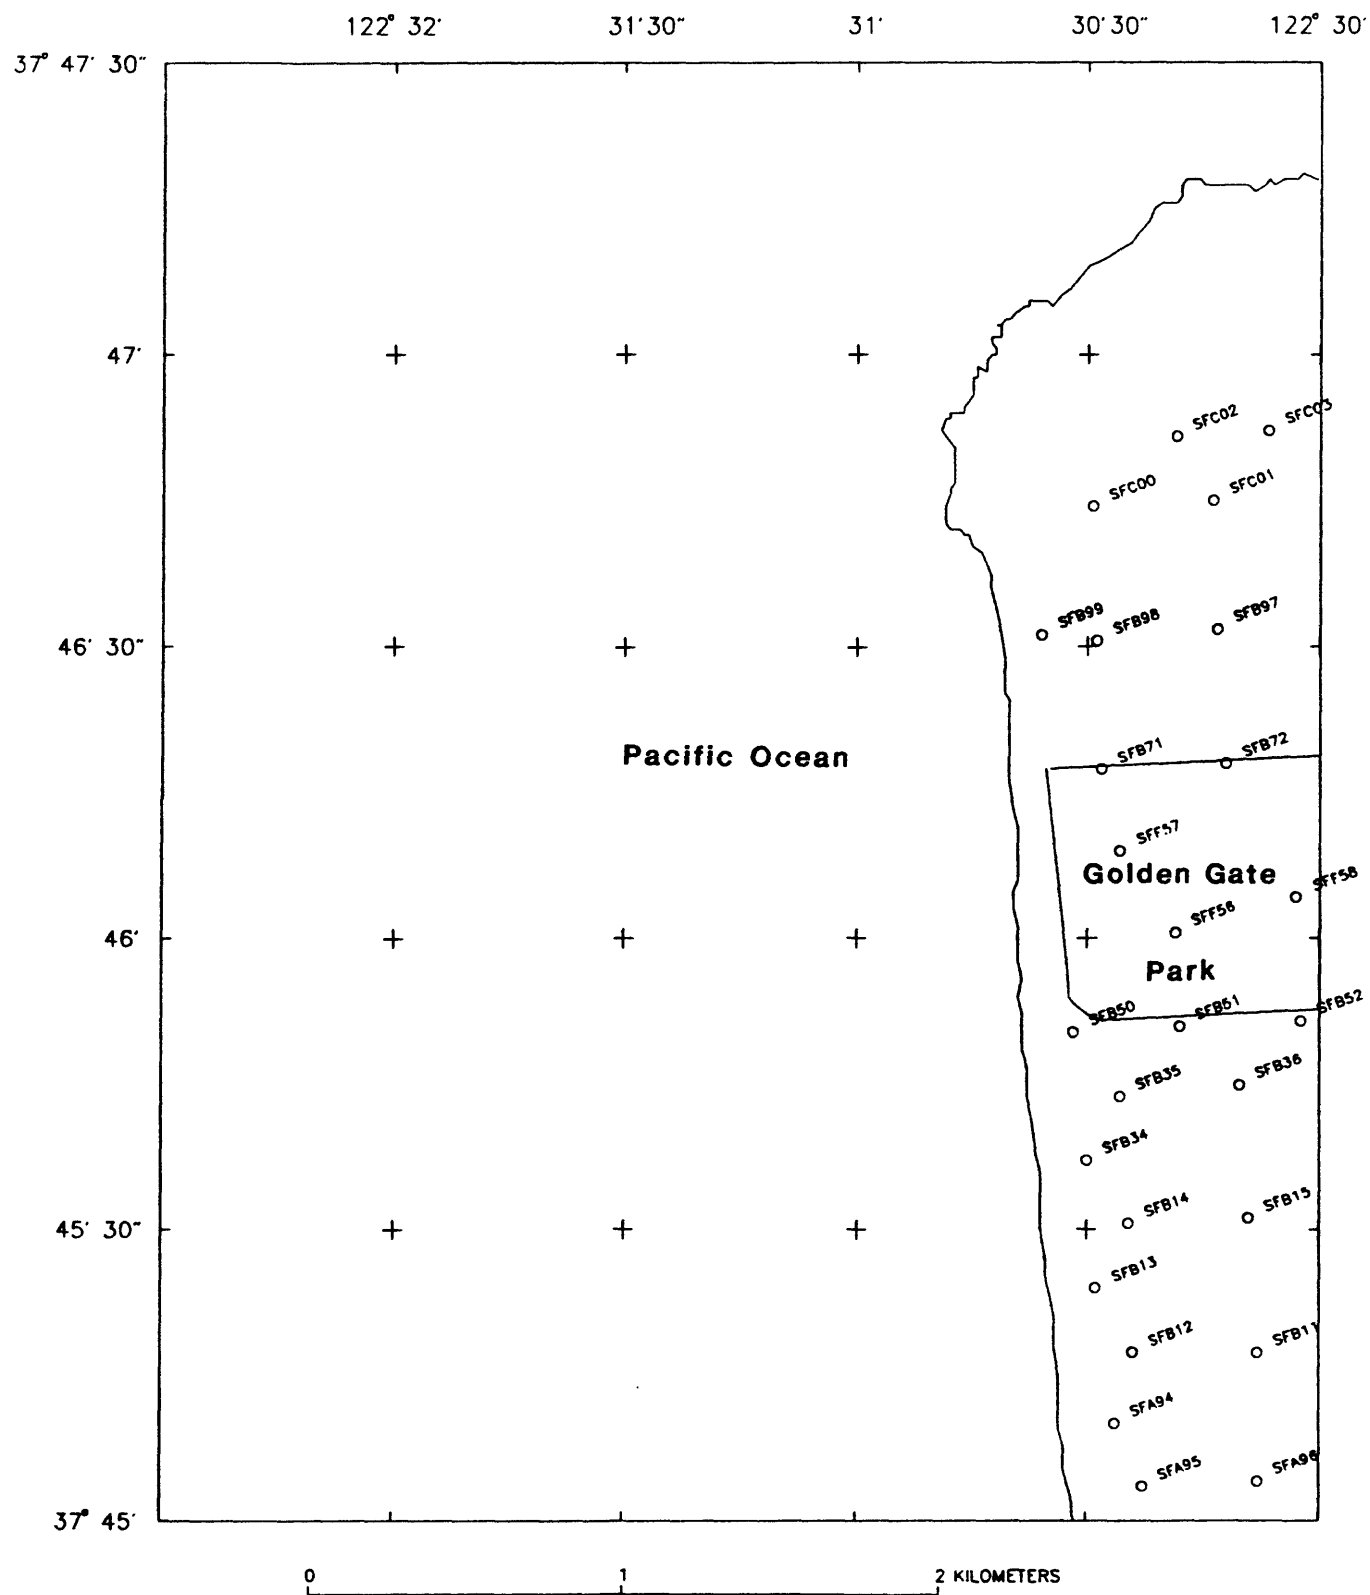 122° 32' 31'30" 31' 30'30" 122° 30'
37° 47' 30"
47'
SFC02 SFC03
SFC00 SFC01
SFB99 SFB98 SFB97
46' 30"
Pacific Ocean
SFB71 SFB72
SFF57
Golden Gate
SFF58
SFF56
46'
Park
SFB50 SFB51 SFB52
SFB35 SFB36
SFB34
SFB14 SFB15
45' 30"
SFB13
SFB12 SFB11
SFA94
SFA95 SFA96
37° 45'
0 1 2 KILOMETERS